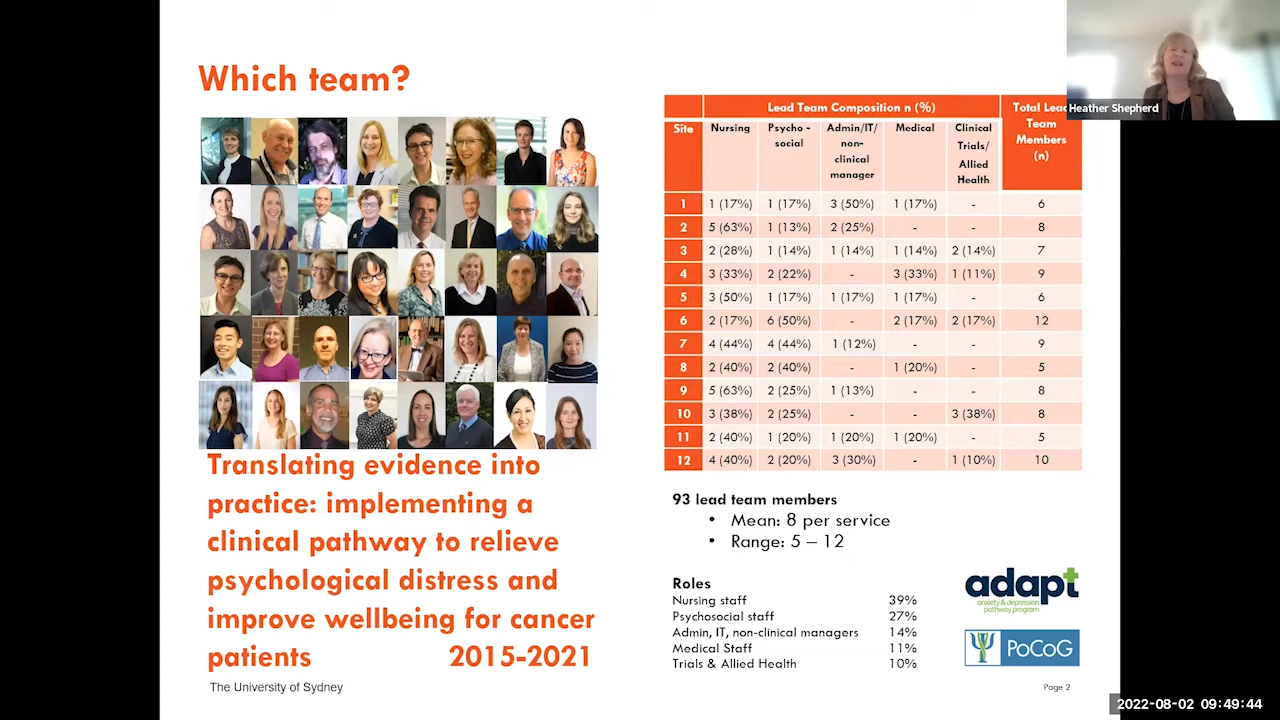 Which team?
Translating evidence into
practice: implementing a
clinical pathway to relieve
psychological distress and
improve wellbeing for cancer
patients 2015-2021
The University of Sydney
Lead Team Composition n (%)
Total Lead
Team
Members
(n)
Site
Nursing
Psycho -
social
Admin/IT/
non-
clinical
manager
Medical
Clinical
Trials/
Allied
Health
1 1 (17%) 1 (17%) 3 (50%) 1 (17%) - 6
2 5 (63%) 1 (13%) 2 (25%) - - 8
3 2 (28%) 1 (14%) 1 (14%) 1 (14%) 2 (14%) 7
4 3 (33%) 2 (22%) - 3 (33%) 1 (11%) 9
5 3 (50%) 1 (17%) 1 (17%) 1 (17%) - 6
6 2 (17%) 6 (50%) - 2 (17%) 2 (17%) 12
7 4 (44%) 4 (44%) 1 (12%) - - 9
8 2 (40%) 2 (40%) - 1 (20%) - 5
9 5 (63%) 2 (25%) 1 (13%) - - 8
10 3 (38%) 2 (25%) - - 3 (38%) 8
11 2 (40%) 1 (20%) 1 (20%) 1 (20%) - 5
12 4 (40%) 2 (20%) 3 (30%) - 1 (10%) 10
93 lead team members
• Mean: 8 per service
• Range: 5 – 12
Roles
Nursing staff 39%
Psychosocial staff 27%
Admin, IT, non-clinical managers 14%
Medical Staff 11%
Trials & Allied Health 10%
adapt
anxiety & depression
pathway program
PoCoG
Page 2
Heather Shepherd
2022-08-02 09:49:44